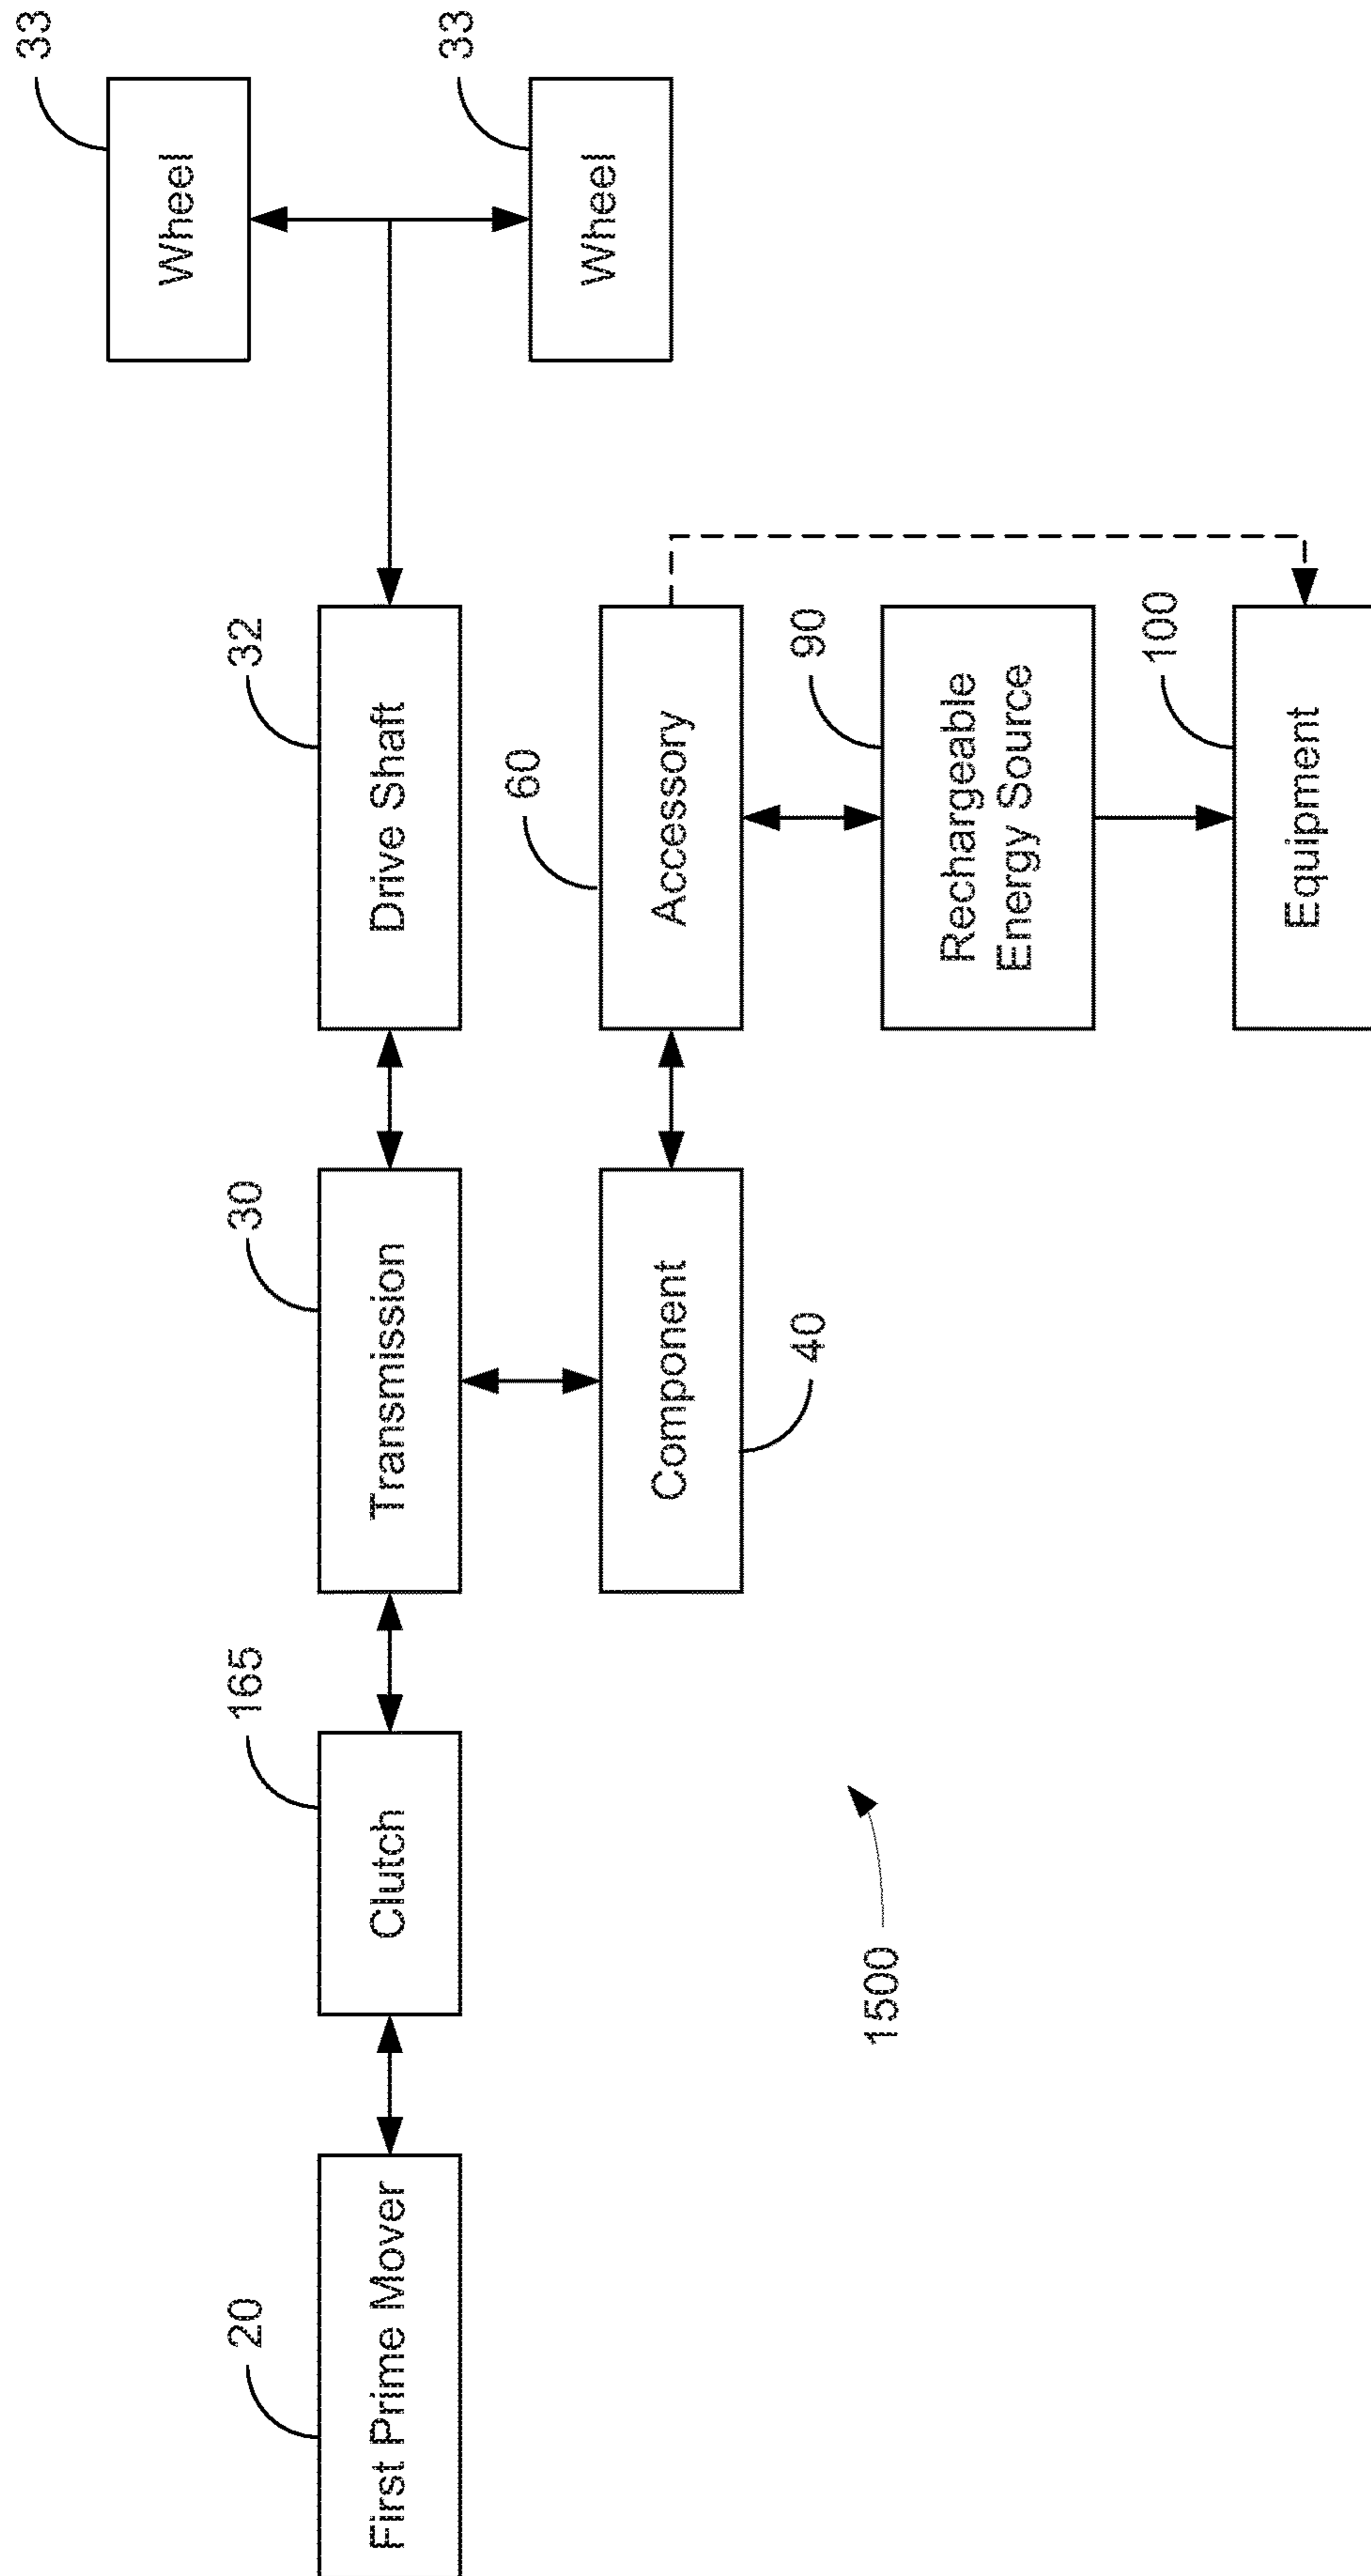 33
Wheel
33
Wheel
20
First Prime Mover
165
Clutch
30
Transmission
32
Drive Shaft
40
Component
60
Accessory
90
Rechargeable
Energy Source
100
Equipment
1500